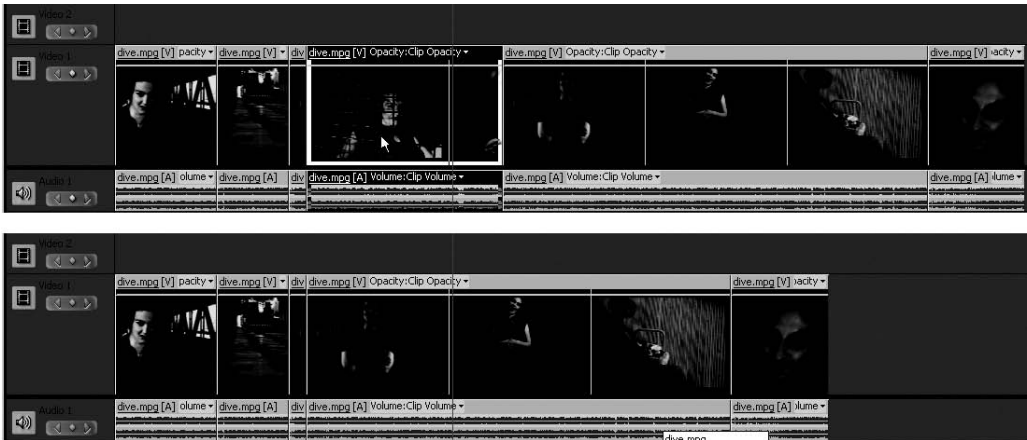 Video 2
Video 1
dive.mpg [V] pacity
dive.mpg [V]
div
dive.mpg [V] Opacity:Clip Opacity
dive.mpg [V] Opacity:Clip Opacity
dive.mpg [V] acity
Audio 1
dive.mpg [A] olume
dive.mpg [A]
div
dive.mpg [A] Volume:Clip Volume
dive.mpg [A] Volume:Clip Volume
dive.mpg [A] lume
Video 2
Video 1
dive.mpg [V] pacity
dive.mpg [V]
div
dive.mpg [V] Opacity:Clip Opacity
dive.mpg [V] acity
Audio 1
dive.mpg [A] olume
dive.mpg [A]
div
dive.mpg [A] Volume:Clip Volume
dive.mpg [A] lume
dive.mpg